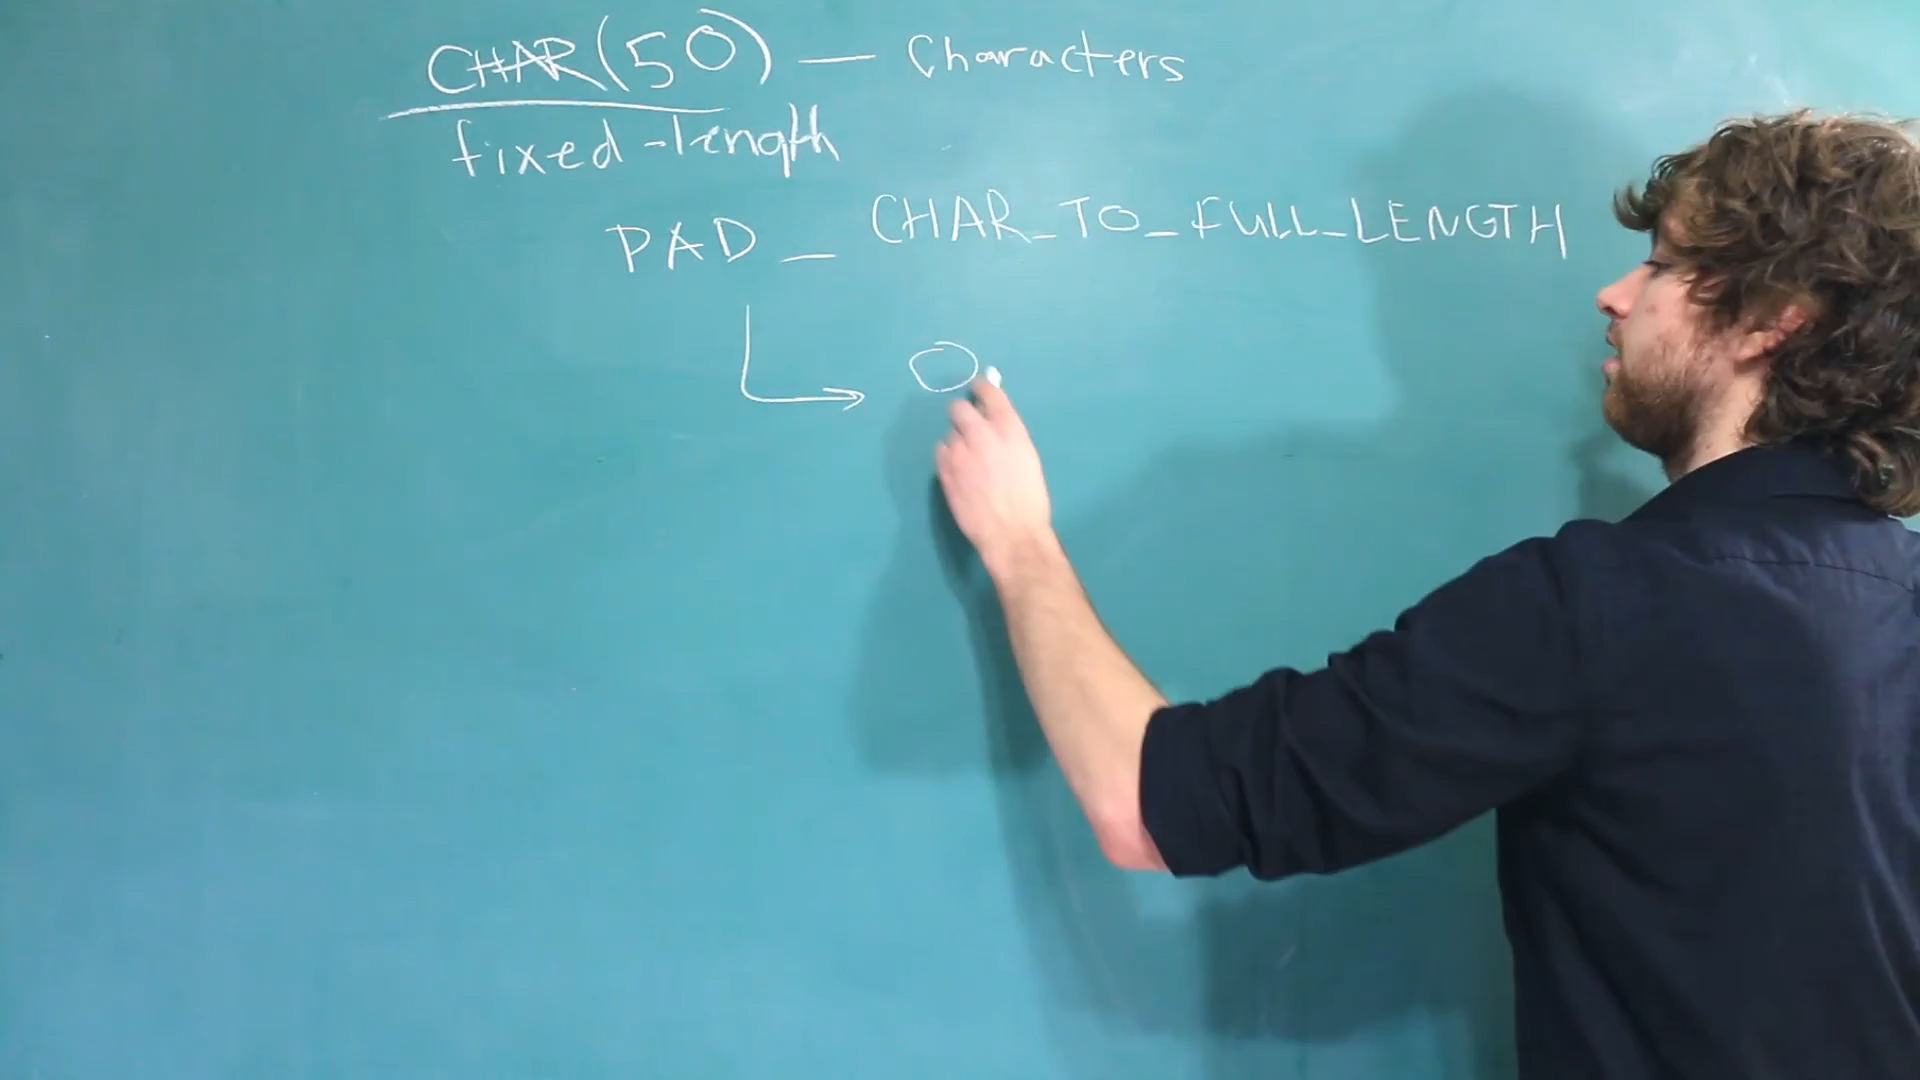 CHAR(50) — Characters
fixed-length
PAD_CHAR_TO_FULL_LENGTH
O